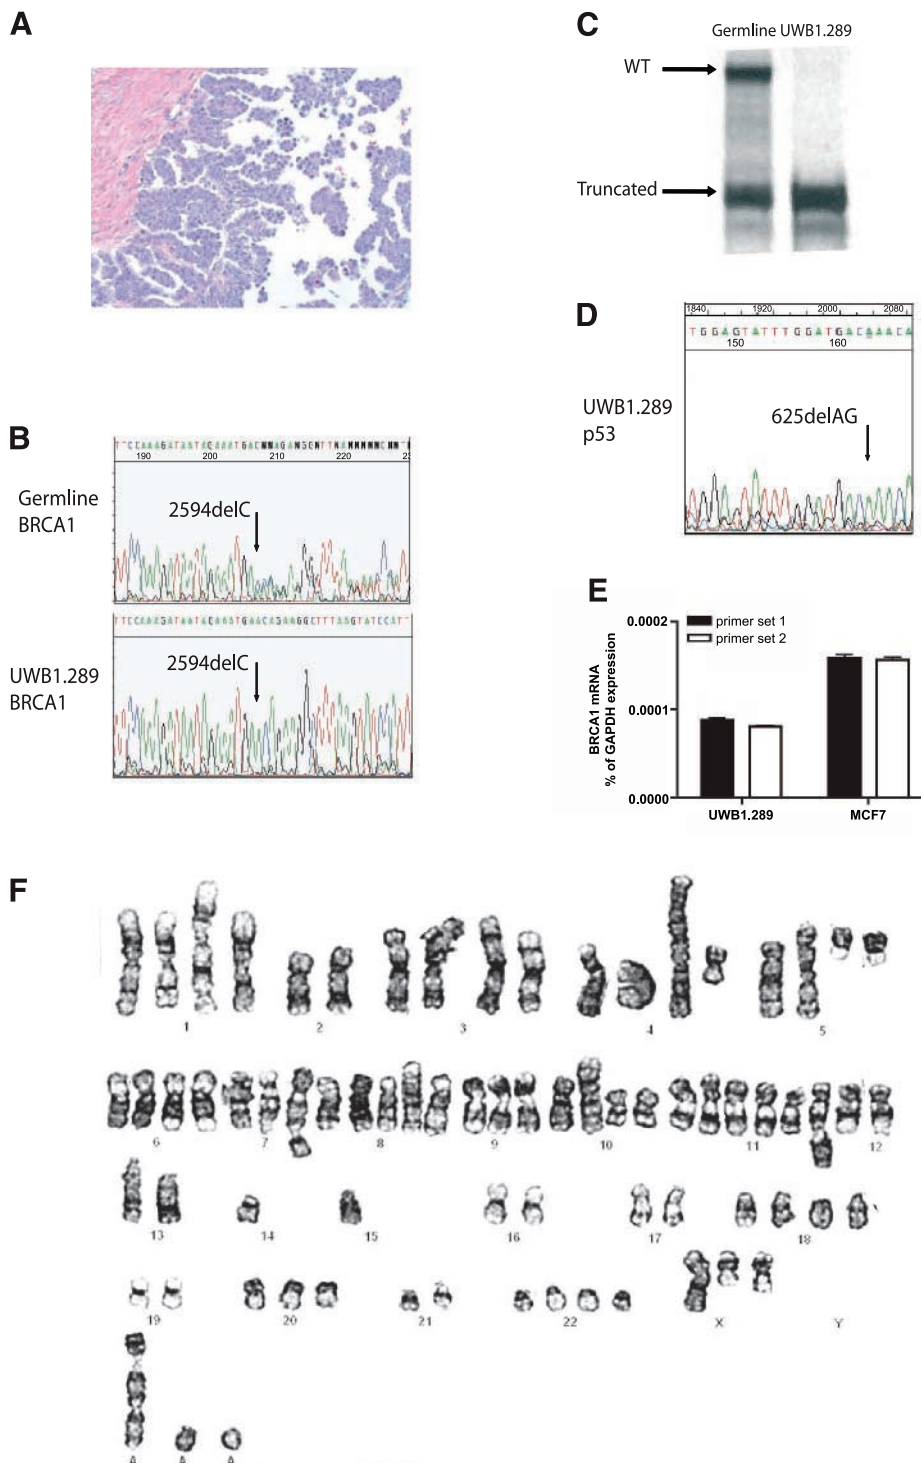 A
B
T
190
200
210
220
Germline
BRCA1
2594delC
UWB1.289
BRCA1
2594delC
C
Germline UWB1.289
WT
Truncated
D
1840
1920
2000
2080
TGGAGTATTTGGATGACAAACA
150
160
UWB1.289
p53
625delAG
E
primer set 1
primer set 2
BRCA1 mRNA
% of GAPDH expression
0.0002
0.0001
0.0000
UWB1.289
MCF7
F
1
2
3
4
5
6
7
8
9
10
11
12
13
14
15
16
17
18
19
20
21
22
X
Y